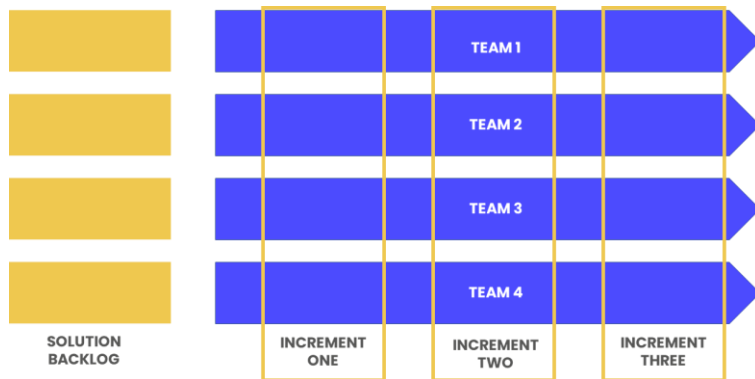 TEAM 1
TEAM 2
TEAM 3
TEAM 4
SOLUTION
BACKLOG
INCREMENT
ONE
INCREMENT
TWO
INCREMENT
THREE